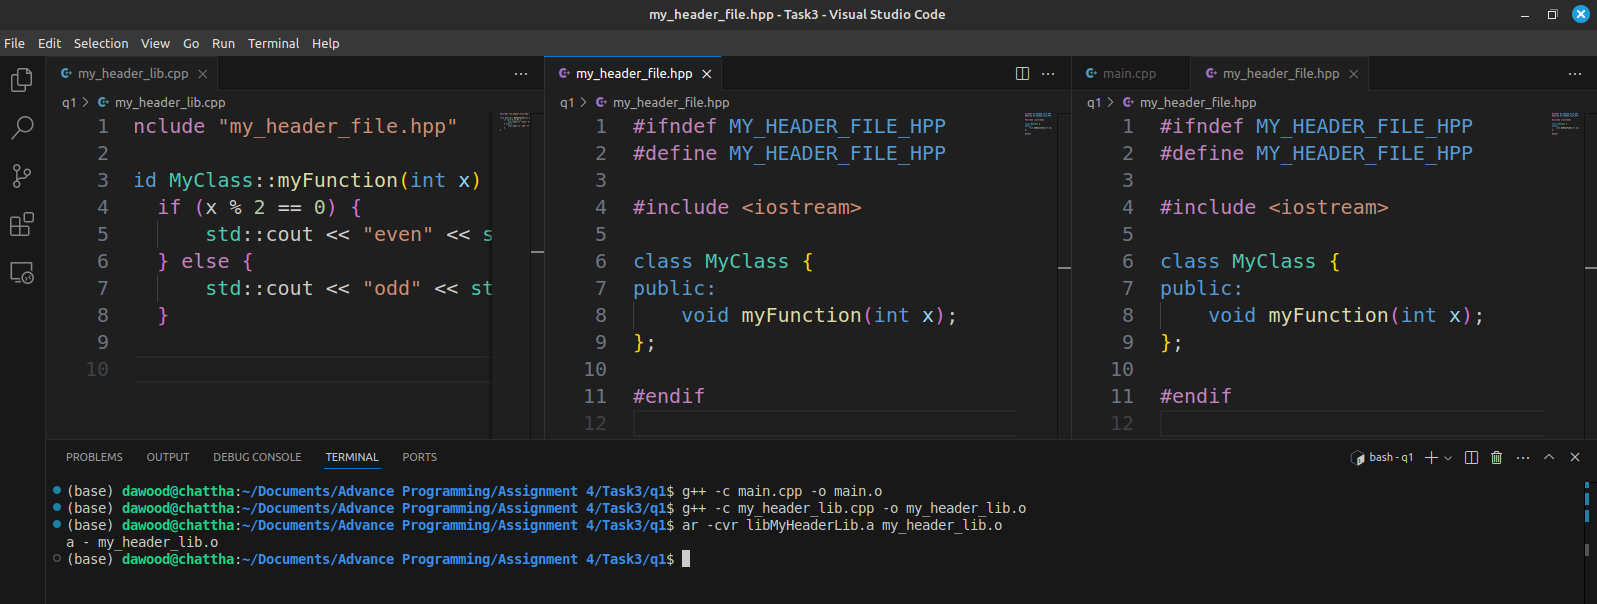 my_header_file.hpp - Task3 - Visual Studio Code
File Edit Selection View Go Run Terminal Help
my_header_lib.cpp
q1 > my_header_lib.cpp
1 nclude "my_header_file.hpp"
2
3 id MyClass::myFunction(int x)
4 if (x % 2 == 0) {
5 std::cout << "even" << s
6 } else {
7 std::cout << "odd" << st
8 }
9
10
my_header_file.hpp
q1 > my_header_file.hpp
1 #ifndef MY_HEADER_FILE_HPP
2 #define MY_HEADER_FILE_HPP
3
4 #include <iostream>
5
6 class MyClass {
7 public:
8 void myFunction(int x);
9 };
10
11 #endif
12
main.cpp my_header_file.hpp
q1 > my_header_file.hpp
1 #ifndef MY_HEADER_FILE_HPP
2 #define MY_HEADER_FILE_HPP
3
4 #include <iostream>
5
6 class MyClass {
7 public:
8 void myFunction(int x);
9 };
10
11 #endif
12
PROBLEMS OUTPUT DEBUG CONSOLE TERMINAL PORTS
bash - q1
(base) dawood@chattha:~/Documents/Advance Programming/Assignment 4/Task3/q1$ g++ -c main.cpp -o main.o
(base) dawood@chattha:~/Documents/Advance Programming/Assignment 4/Task3/q1$ g++ -c my_header_lib.cpp -o my_header_lib.o
(base) dawood@chattha:~/Documents/Advance Programming/Assignment 4/Task3/q1$ ar -cvr libMyHeaderLib.a my_header_lib.o
a - my_header_lib.o
(base) dawood@chattha:~/Documents/Advance Programming/Assignment 4/Task3/q1$